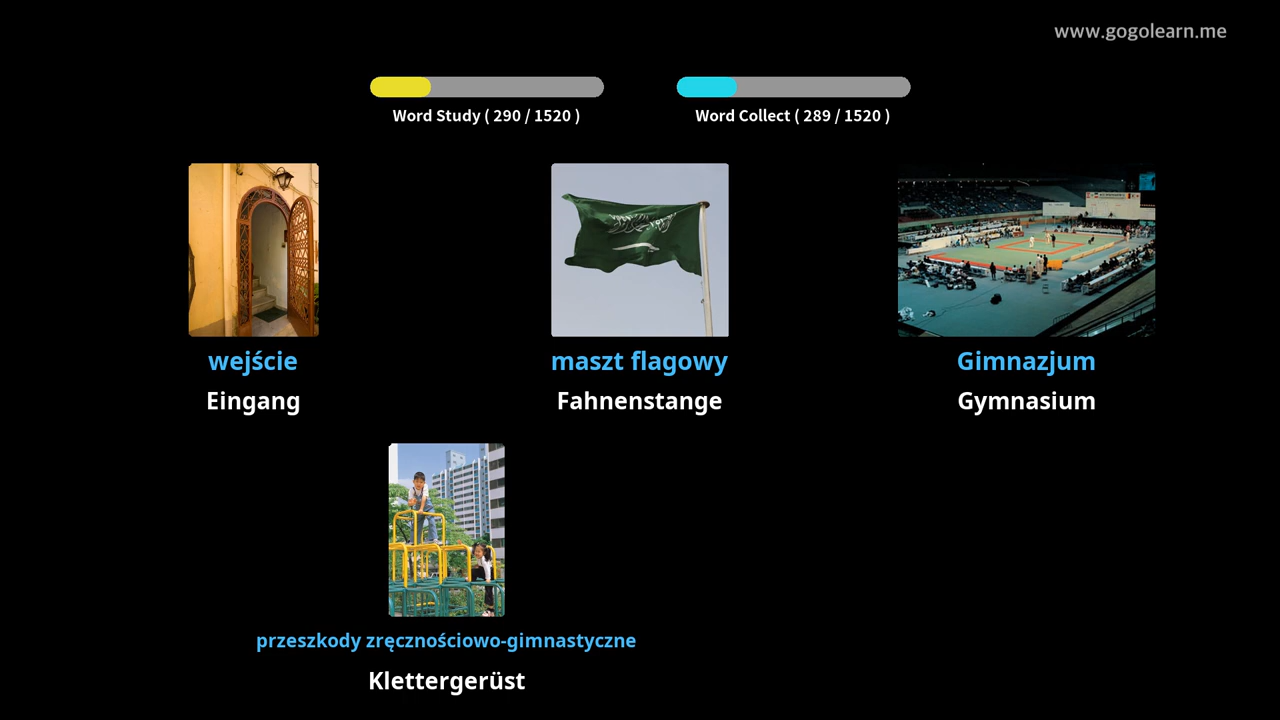 www.gogolearn.me
Word Study ( 290 / 1520 )
Word Collect ( 289 / 1520 )
wejście
maszt flagowy
Gimnazjum
Eingang
Fahnenstange
Gymnasium
przeszkody zręcznościowo-gimnastyczne
Klettergerüst